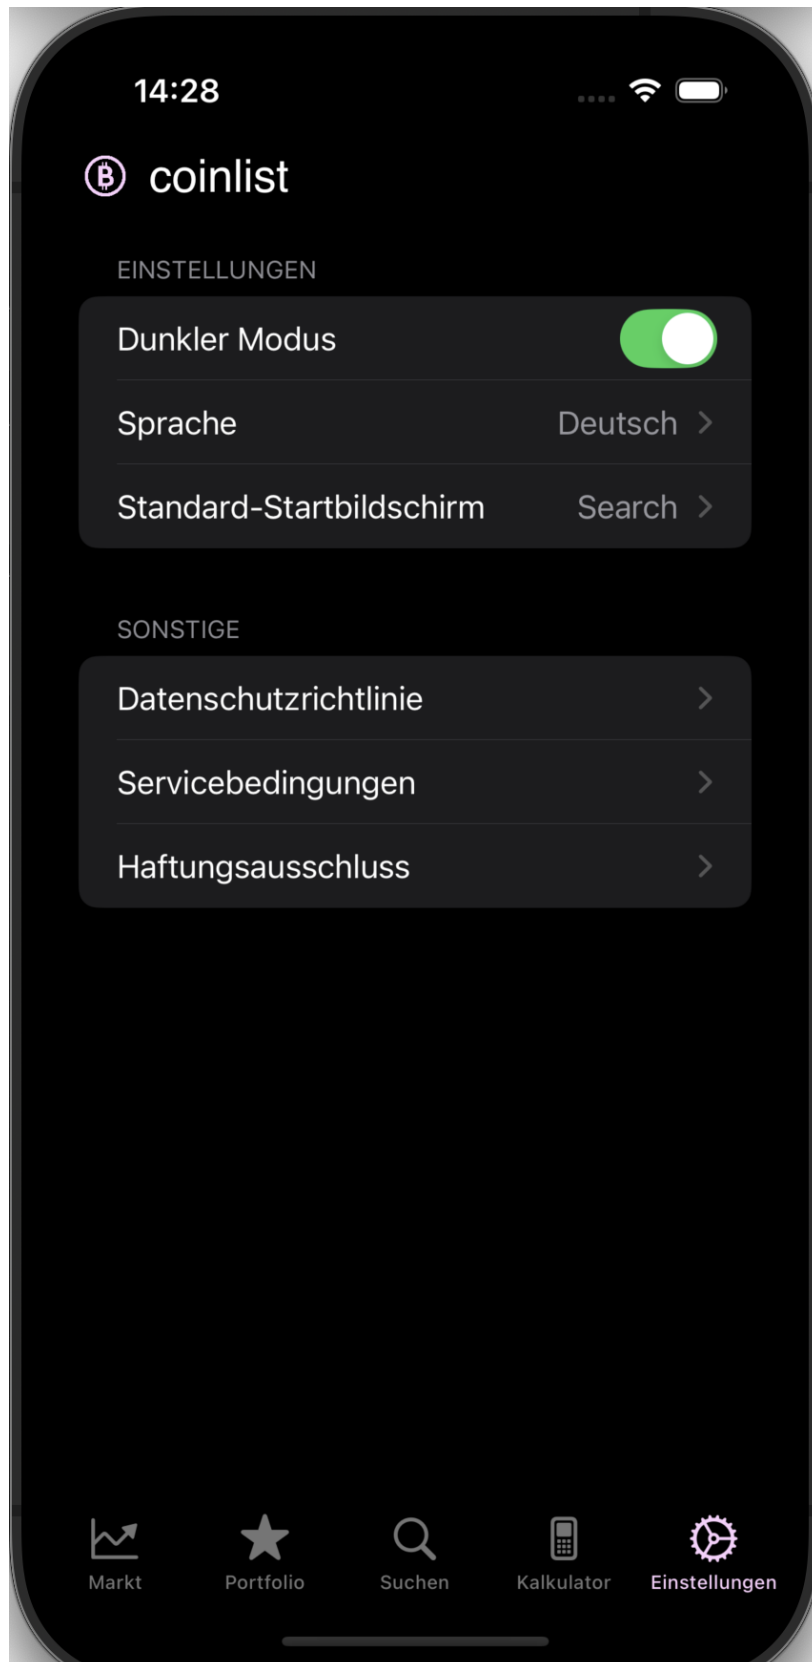 14:28
coinlist
EINSTELLUNGEN
Dunkler Modus
Sprache Deutsch
Standard-Startbildschirm Search
SONSTIGE
Datenschutzrichtlinie
Servicebedingungen
Haftungsausschluss
Markt Portfolio Suchen Kalkulator Einstellungen